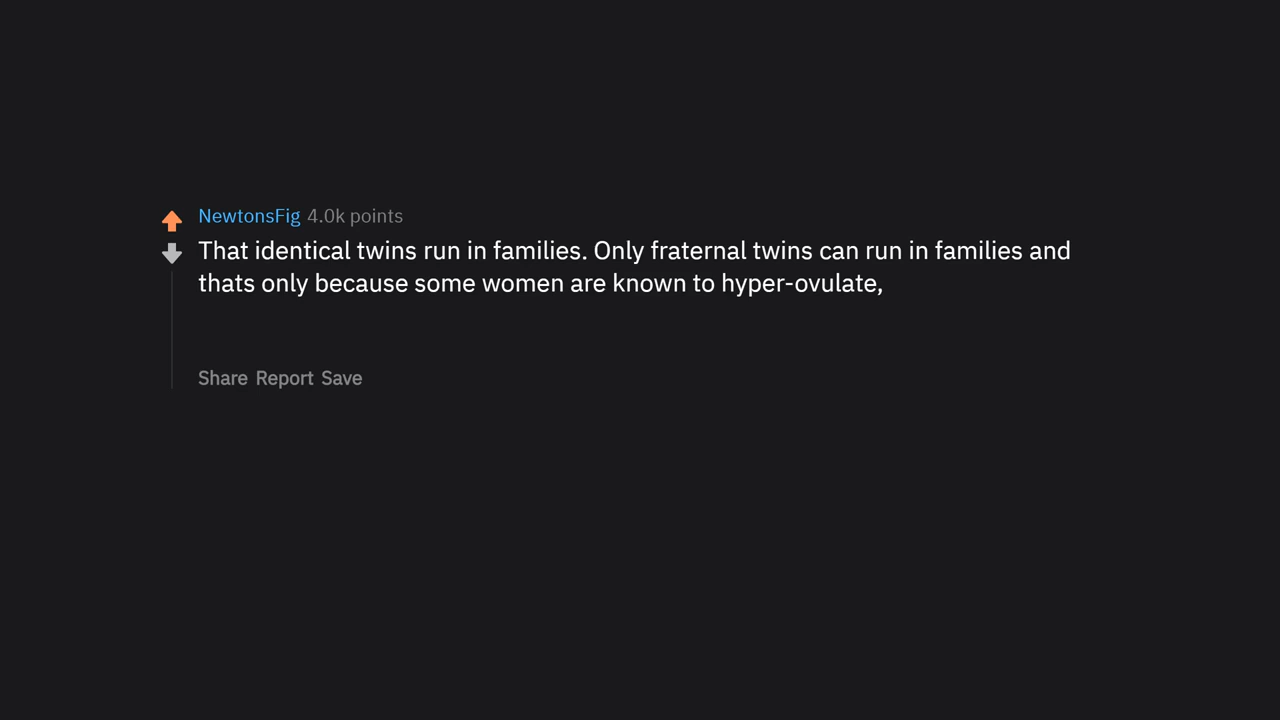 NewtonsFig 4.0k points
That identical twins run in families. Only fraternal twins can run in families and
thats only because some women are known to hyper-ovulate,
Share Report Save